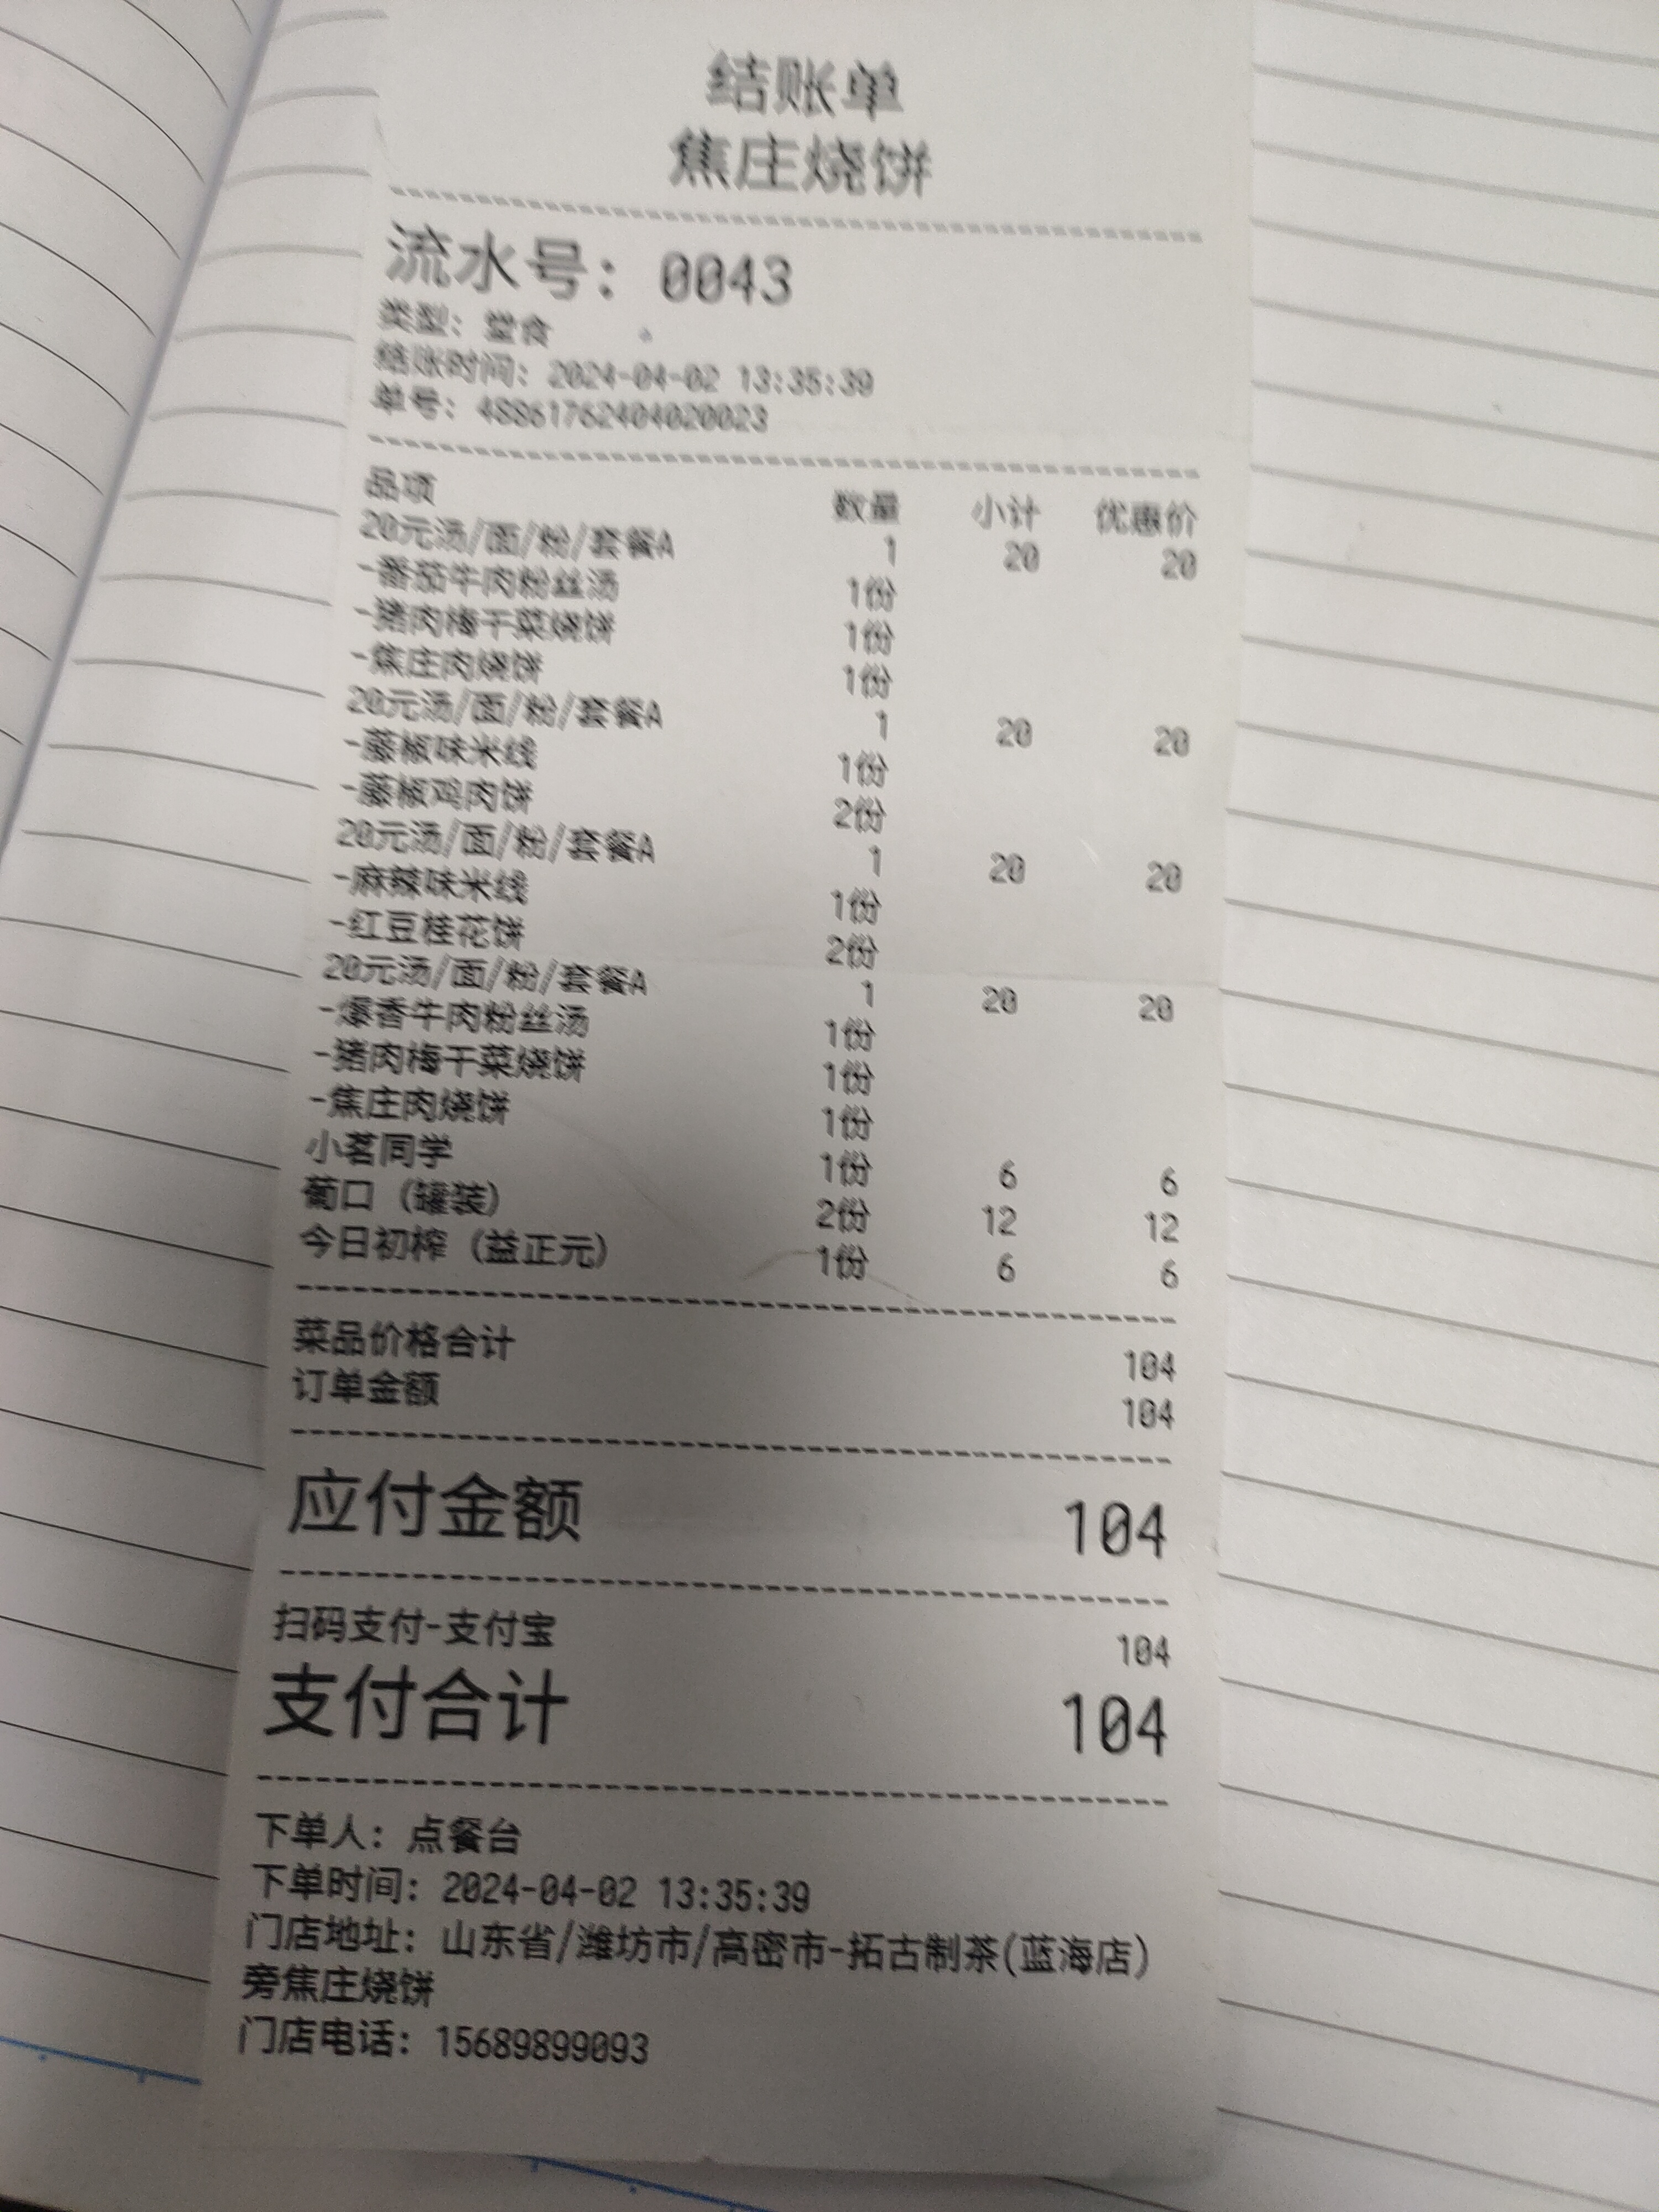 结账单
焦庄烧饼
流水号：0043
类型：堂食
结账时间：2024-04-02 13:35:39
单号：488617624040200​23
品项 数量 小计 优惠价
20元汤/面/粉/套餐A 1 20 20
-番茄牛肉粉丝汤 1份
-猪肉梅干菜烧饼 1份
-焦庄肉烧饼 1份
20元汤/面/粉/套餐A 1 20 20
-藤椒味米线 1份
-藤椒鸡肉饼 2份
20元汤/面/粉/套餐A 1 20 20
-麻辣味米线 1份
-红豆桂花饼 2份
20元汤/面/粉/套餐A 1 20 20
-爆香牛肉粉丝汤 1份
-猪肉梅干菜烧饼 1份
-焦庄肉烧饼 1份
小茗同学 1份 6 6
葡口（罐装） 2份 12 12
今日初榨（益正元） 1份 6 6
菜品价格合计 104
订单金额 104
应付金额 104
扫码支付-支付宝 104
支付合计 104
下单人：点餐台
下单时间：2024-04-02 13:35:39
门店地址：山东省/潍坊市/高密市-拓古制茶(蓝海店)
旁焦庄烧饼
门店电话：15689899093